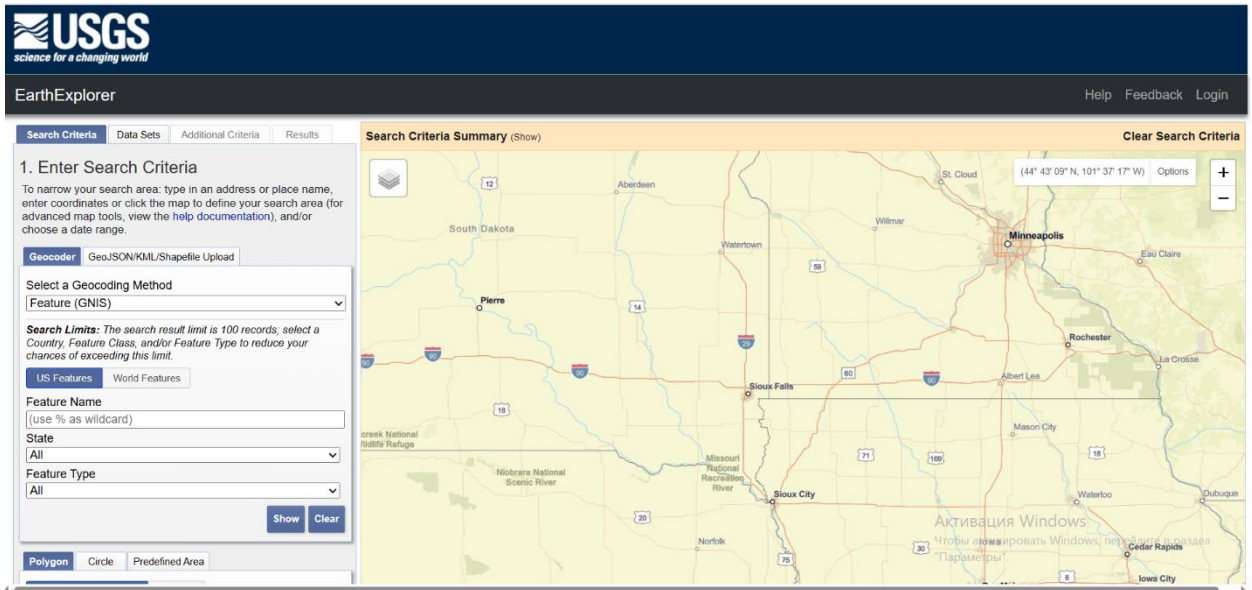 USGS
science for a changing world
EarthExplorer
Help Feedback Login
Search Criteria Data Sets Additional Criteria Results
1. Enter Search Criteria
To narrow your search area: type in an address or place name,
enter coordinates or click the map to define your search area (for
advanced map tools, view the help documentation), and/or
choose a date range.
Geocoder GeoJSON/KML/Shapefile Upload
Select a Geocoding Method
Feature (GNIS)
Search Limits: The search result limit is 100 records; select a
Country, Feature Class, and/or Feature Type to reduce your
chances of exceeding this limit.
US Features World Features
Feature Name
(use % as wildcard)
State
All
Feature Type
All
Show Clear
Polygon Circle Predefined Area
Search Criteria Summary (Show) Clear Search Criteria
(44° 43' 09" N, 101° 37' 17" W) Options
+
−
12
Aberdeen
St. Cloud
South Dakota
Willmar
Minneapolis
Watertown
Eau Claire
59
Pierre
14
29
Rochester
90
90
90
La Crosse
60
90
Albert Lea
Sioux Falls
18
Mason City
creek National
Wildlife Refuge
71
169
18
Missouri
National
Recreation
River
Niobrara National
Scenic River
Sioux City
Waterloo
Dubuque
20
Активация Windows
Чтобы активировать Windows, перейдите в раздел
"Параметры".
Iowa
Norfolk
30
Cedar Rapids
75
6
Iowa City